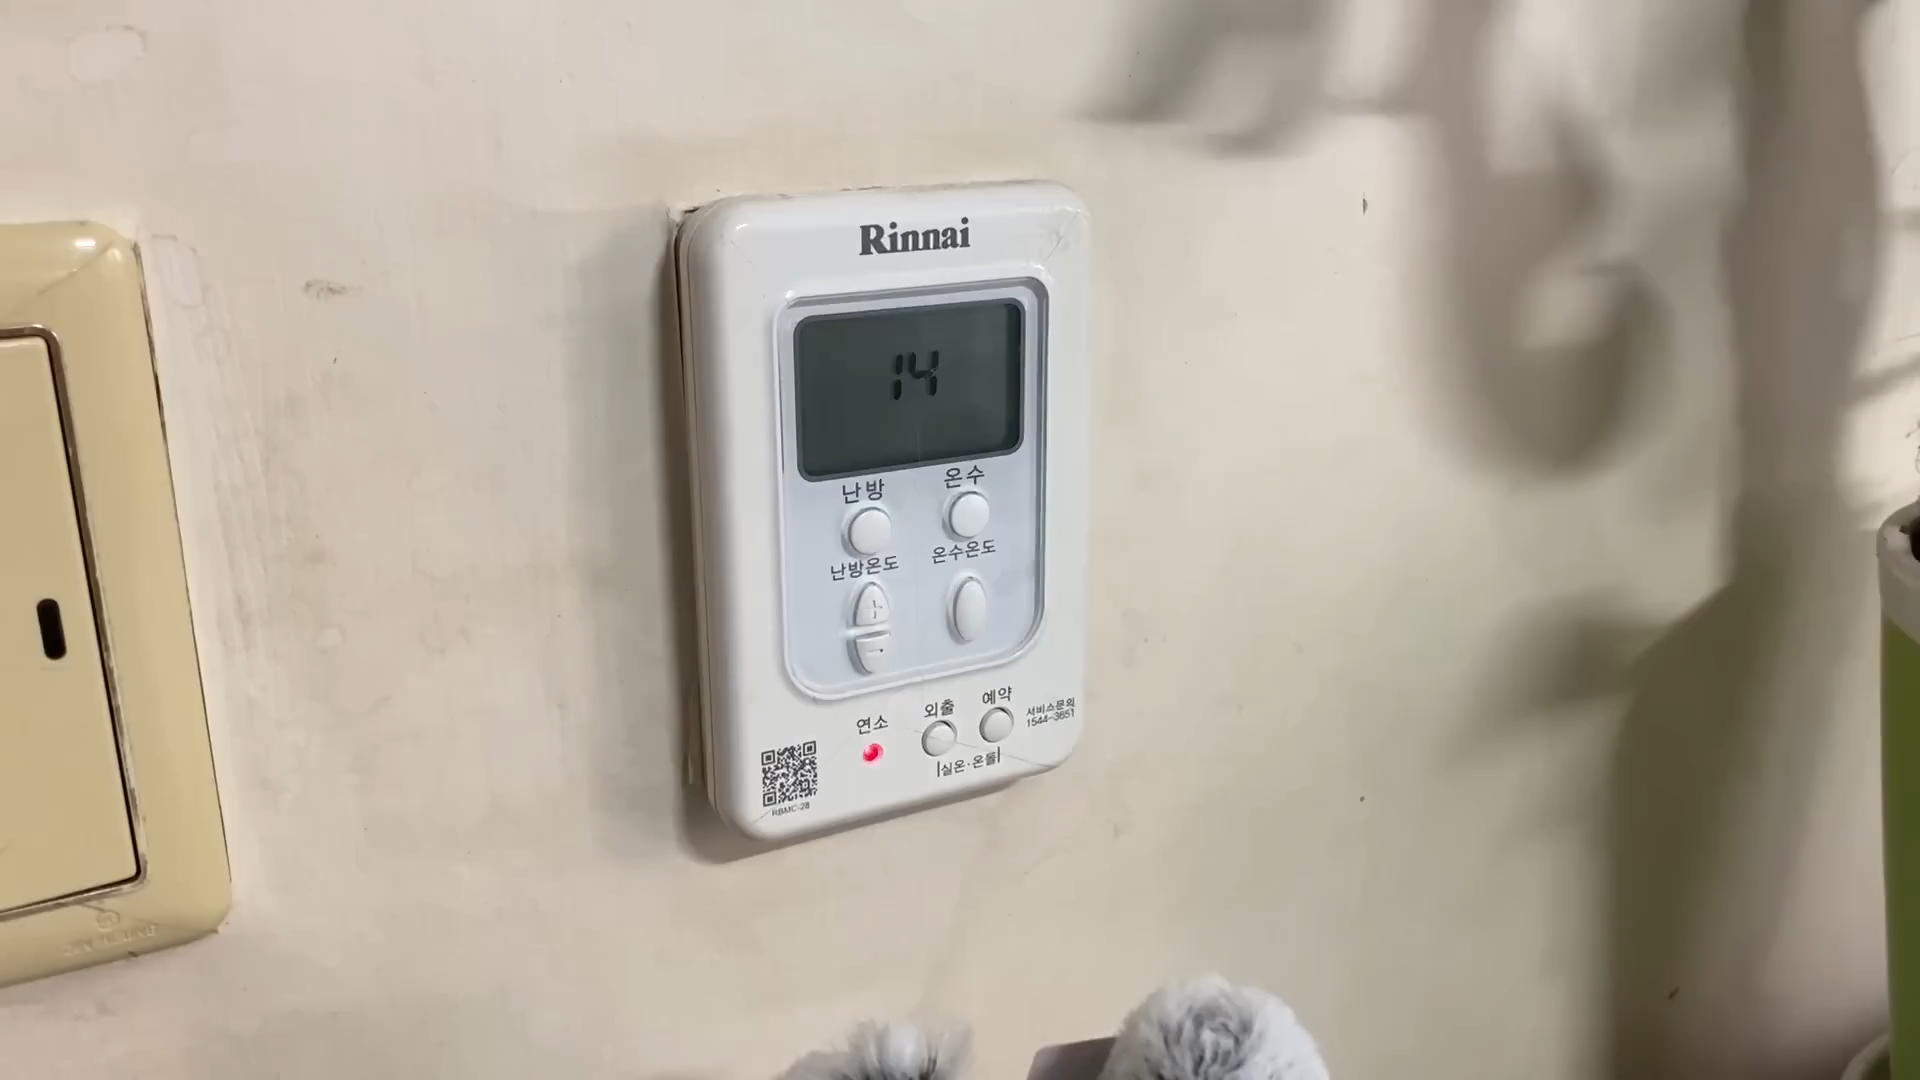 Rinnai
14
난방 온수
난방온도 온수온도
+
-
연소 외출 예약 서비스문의
1544-3651
실온·온돌
RBMC-28